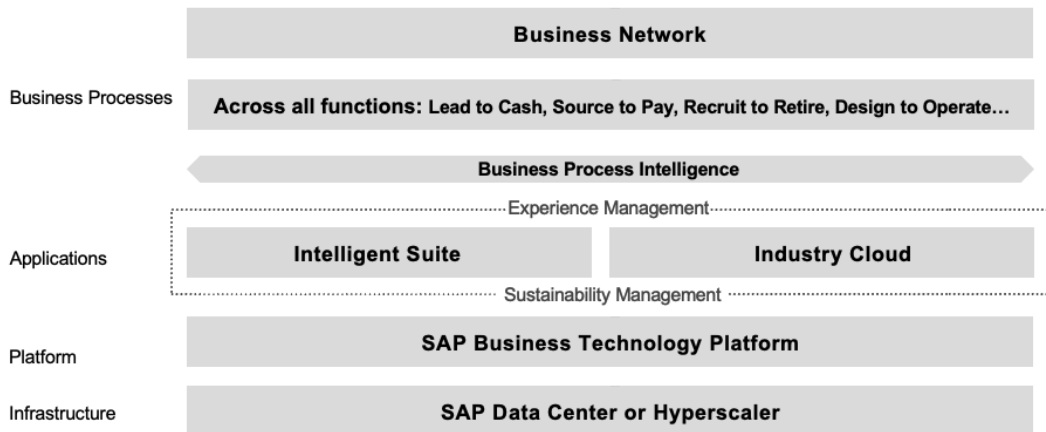 Business Network
Business Processes
Across all functions: Lead to Cash, Source to Pay, Recruit to Retire, Design to Operate...
Business Process Intelligence
Experience Management
Applications
Intelligent Suite
Industry Cloud
Sustainability Management
Platform
SAP Business Technology Platform
Infrastructure
SAP Data Center or Hyperscaler